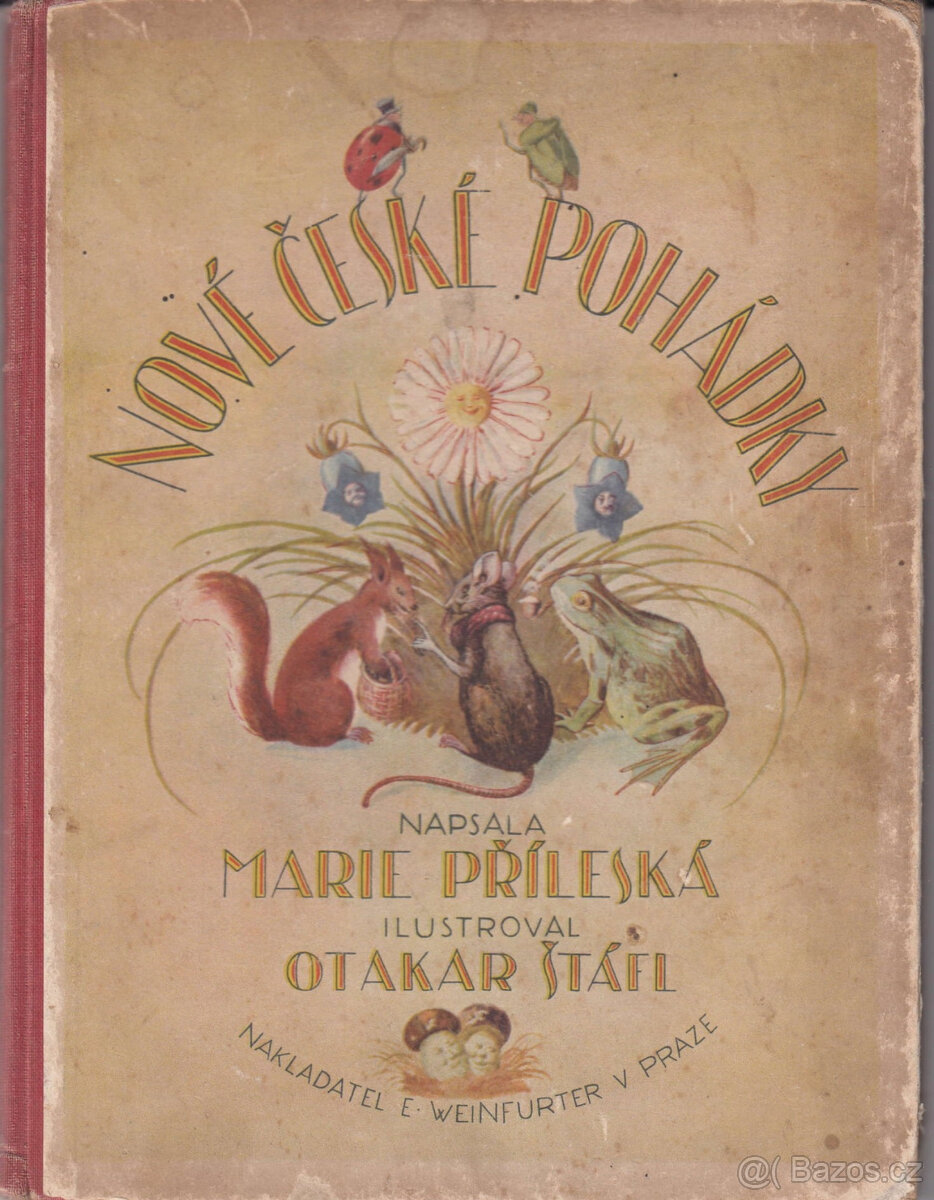 NOVÉ ČESKÉ POHÁDKY
NAPSALA
MARIE PŘÍLESKÁ
ILUSTROVAL
OTAKAR ŠTÁFL
NAKLADATEL E. WEINFURTER V PRAZE
@( Bazos.cz